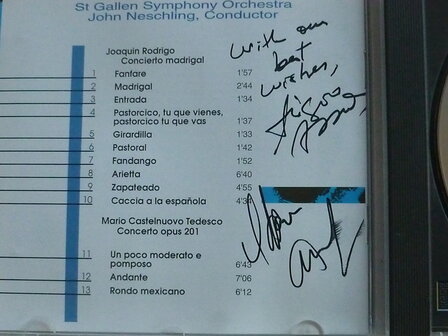 St Gallen Symphony Orchestra
John Neschling, Conductor
Joaquin Rodrigo
Concierto madrigal
1 Fanfare 1'57
2 Madrigal 2'44
3 Entrada 1'34
4 Pastorcico, tu que vienes,
pastorcico tu que vas 1'37
5 Girardilla 1'33
6 Pastoral 1'42
7 Fandango 1'52
8 Arietta 6'40
9 Zapateado 4'55
10 Caccia a la española 4'34
Mario Castelnuovo Tedesco
Concerto opus 201
11 Un poco moderato e
pomposo 6'43
12 Andante 7'06
13 Rondo mexicano 6'12
with our
best
wishes,